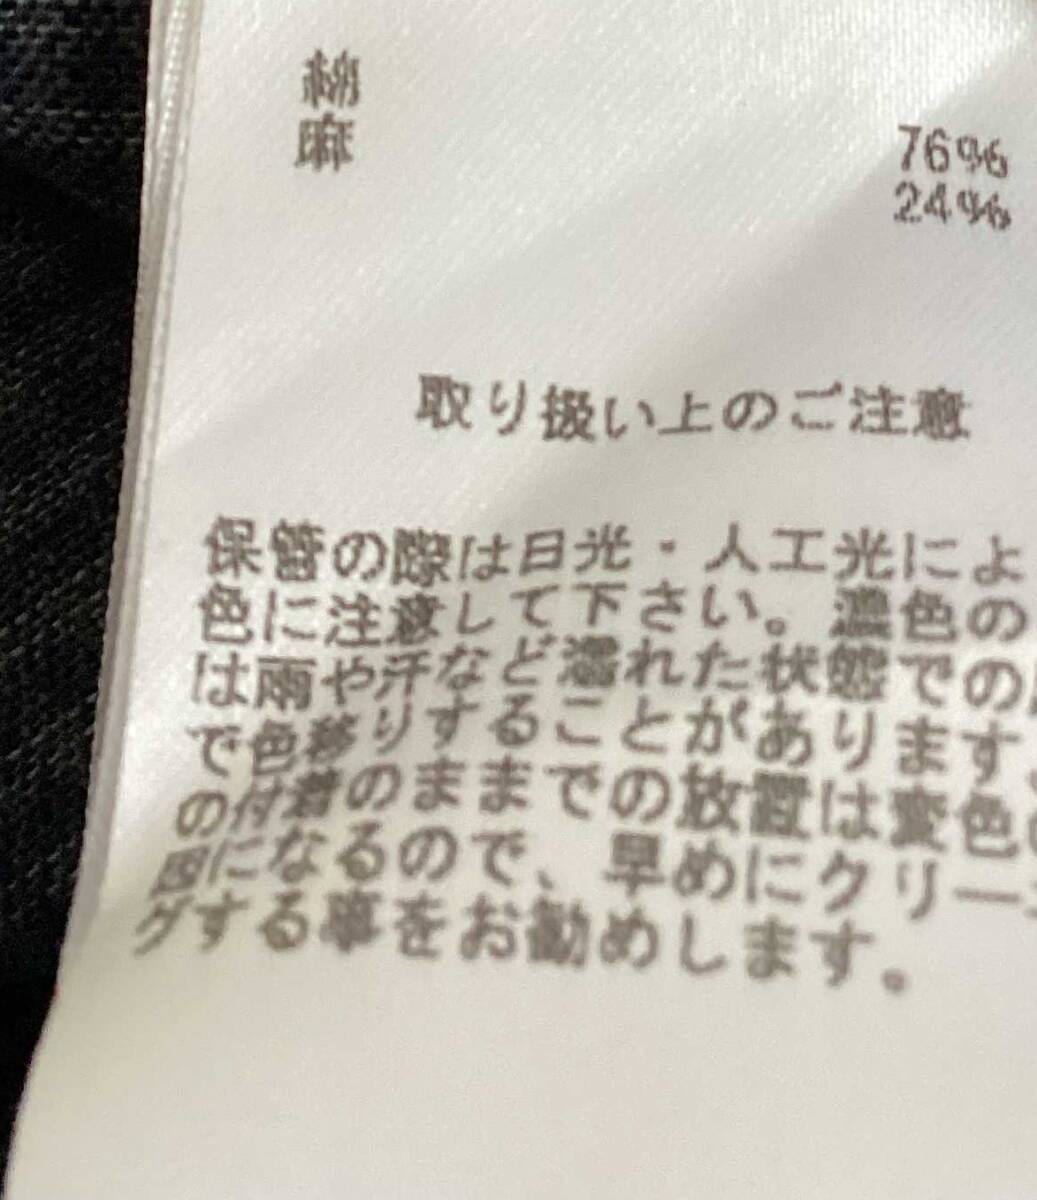 綿 76%
麻 24%
取り扱い上のご注意
保管の際は日光・人工光によ
色に注意して下さい。濃色の
は雨や汗など濡れた状態での
で色移りすることがあります
の付着のままでの放置は変色
因になるので、早めにクリー
グする事をお勧めします。